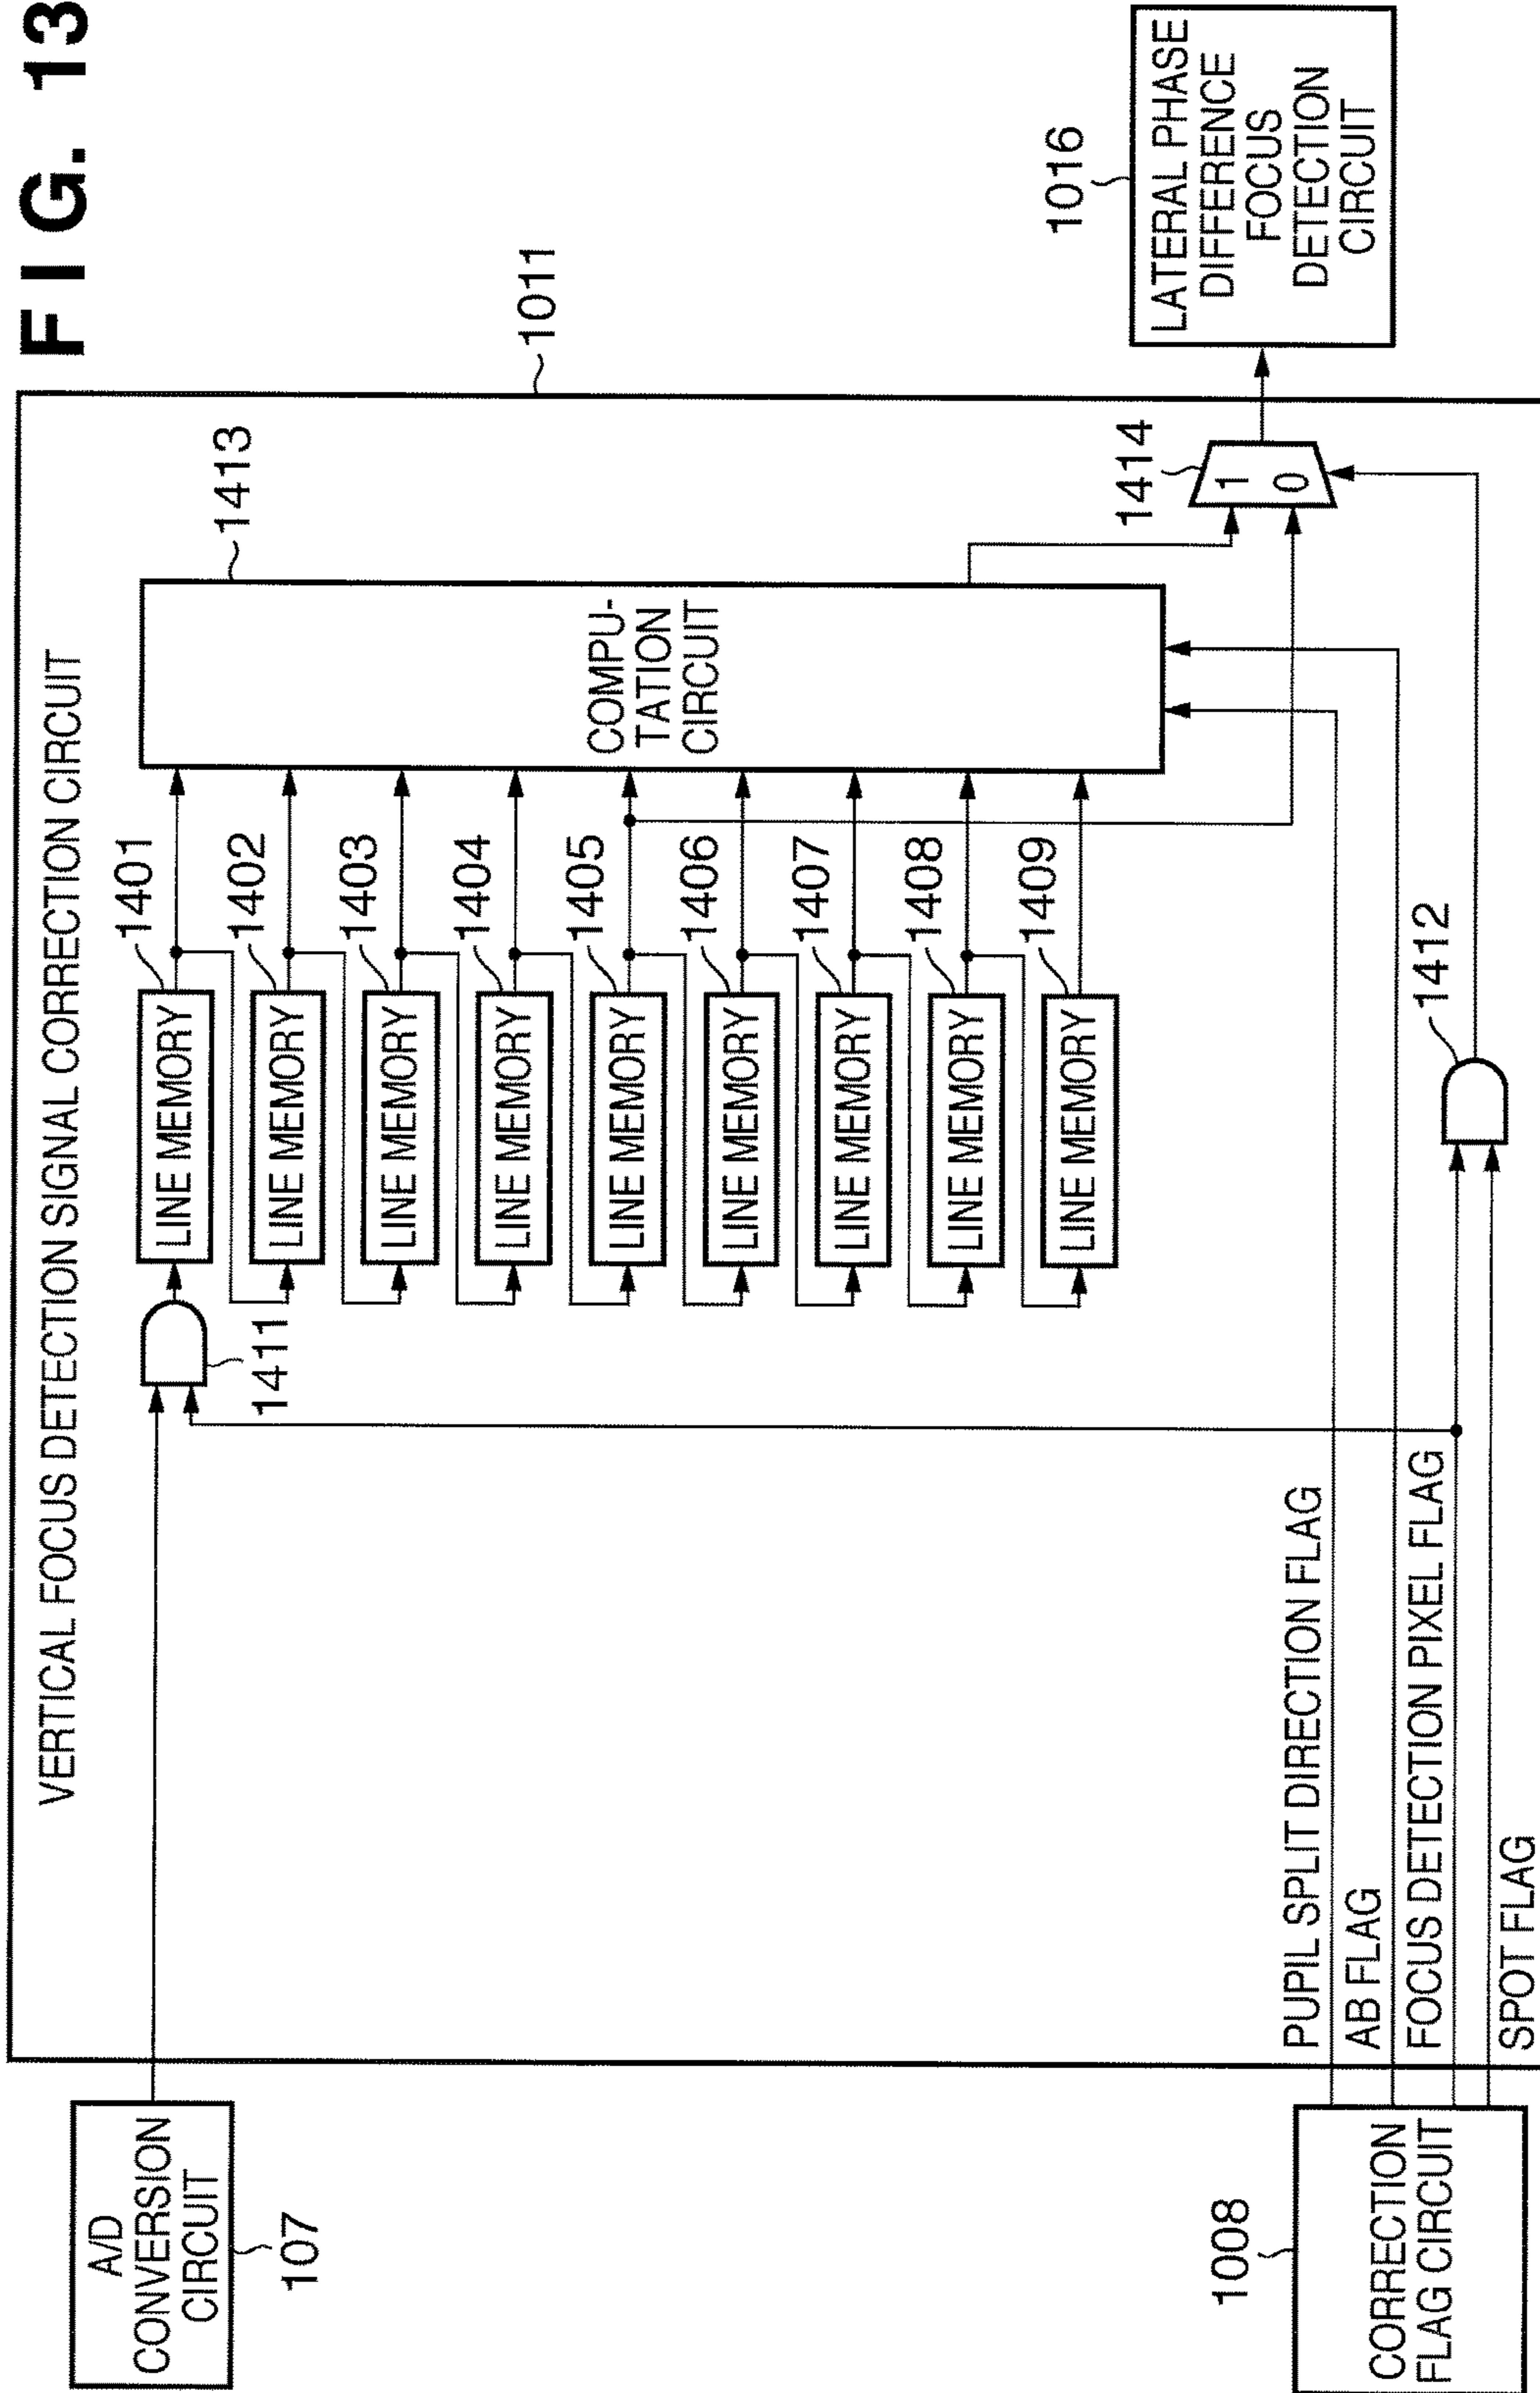 FIG. 13
VERTICAL FOCUS DETECTION SIGNAL CORRECTION CIRCUIT
1011
A/D
CONVERSION
CIRCUIT
107
1411
LINE MEMORY
1401
LINE MEMORY
1402
LINE MEMORY
1403
LINE MEMORY
1404
LINE MEMORY
1405
LINE MEMORY
1406
LINE MEMORY
1407
LINE MEMORY
1408
LINE MEMORY
1409
COMPU-
TATION
CIRCUIT
1413
1414
1
0
1016
LATERAL PHASE
DIFFERENCE
FOCUS
DETECTION
CIRCUIT
1412
1008
CORRECTION
FLAG CIRCUIT
PUPIL SPLIT DIRECTION FLAG
AB FLAG
FOCUS DETECTION PIXEL FLAG
SPOT FLAG